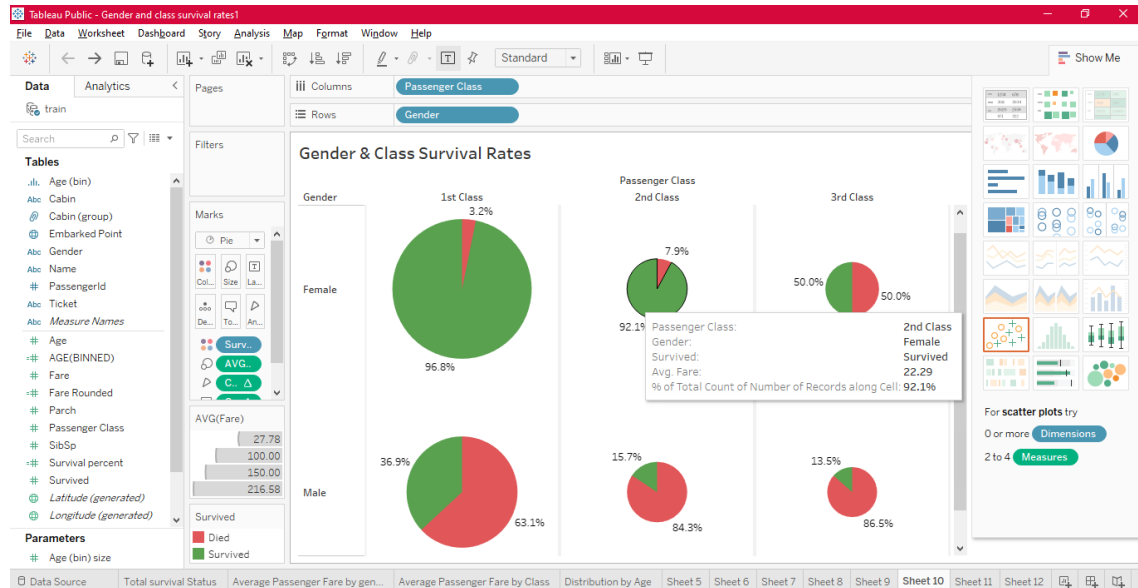 Tableau Public - Gender and class survival rates1
File Data Worksheet Dashboard Story Analysis Map Format Window Help
Standard
Show Me
Data Analytics
train
Search
Tables
Age (bin)
Abc Cabin
Cabin (group)
Embarked Point
Abc Gender
Abc Name
# PassengerId
Abc Ticket
Abc Measure Names
# Age
=# AGE(BINNED)
# Fare
=# Fare Rounded
# Parch
# Passenger Class
# SibSp
=# Survival percent
# Survived
Latitude (generated)
Longitude (generated)
Parameters
# Age (bin) size
Pages
Filters
Marks
Pie
Col... Size La...
De... To... An...
Surv..
AVG..
C.. Δ
AVG(Fare)
27.78
100.00
150.00
216.58
Survived
Died
Survived
Columns Passenger Class
Rows Gender
Gender & Class Survival Rates
Passenger Class
Gender 1st Class 2nd Class 3rd Class
Female
3.2%
96.8%
7.9%
92.1%
50.0%
50.0%
Passenger Class: 2nd Class
Gender: Female
Survived: Survived
Avg. Fare: 22.29
% of Total Count of Number of Records along Cell: 92.1%
Male
36.9%
63.1%
15.7%
84.3%
13.5%
86.5%
For scatter plots try
0 or more Dimensions
2 to 4 Measures
Data Source Total survival Status Average Passenger Fare by gen... Average Passenger Fare by Class Distribution by Age Sheet 5 Sheet 6 Sheet 7 Sheet 8 Sheet 9 Sheet 10 Sheet 11 Sheet 12